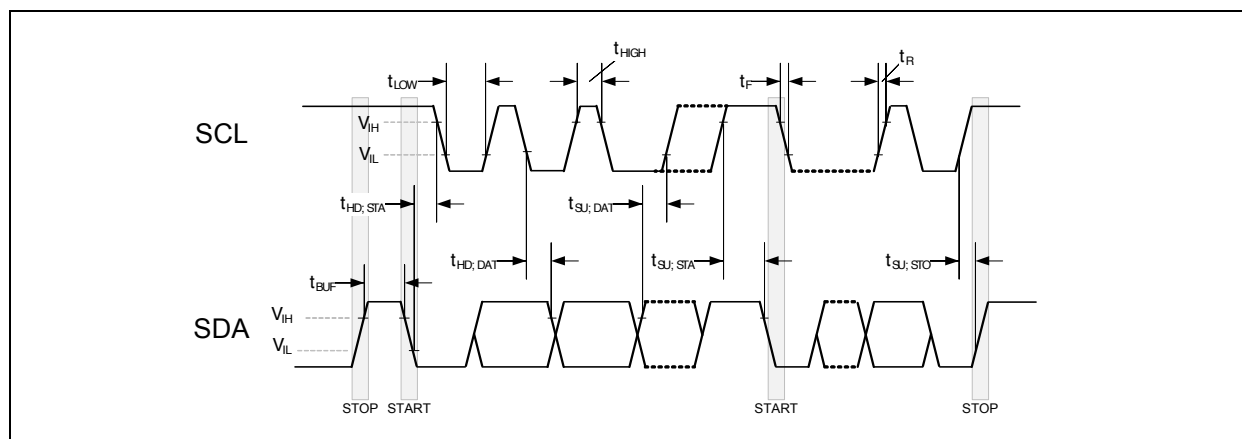 tHIGH
tLOW
tF
tR
SCL
VIH
VIL
tHD; STA
tSU; DAT
tHD; DAT
tSU; STA
tSU; STO
tBUF
SDA
VIH
VIL
STOP START START STOP